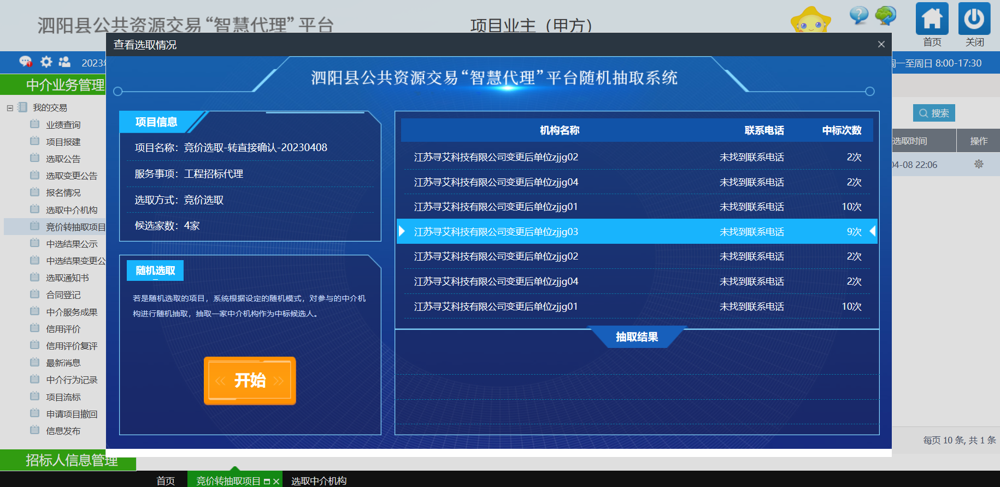 泗阳县公共资源交易“智慧代理”平台
项目业主（甲方）
首页
关闭
查看选取情况
2023
周一至周日 8:00-17:30
中介业务管理
我的交易
业绩查询
项目报建
选取公告
选取变更公告
报名情况
选取中介机构
竞价转抽取项目
中选结果公示
中选结果变更公
选取通知书
合同登记
中介服务成果
信用评价
信用评价复评
最新消息
中介行为记录
项目流标
申请项目撤回
信息发布
招标人信息管理
泗阳县公共资源交易“智慧代理”平台随机抽取系统
项目信息
项目名称：竞价选取-转直接确认-20230408
服务事项：工程招标代理
选取方式：竞价选取
候选家数：4家
随机选取
若是随机选取的项目，系统根据设定的随机模式，对参与的中介机
构进行随机抽取，抽取一家中介机构作为中标候选人。
开始
机构名称 联系电话 中标次数
江苏寻艾科技有限公司变更后单位zjjg02 未找到联系电话 2次
江苏寻艾科技有限公司变更后单位zjjg04 未找到联系电话 2次
江苏寻艾科技有限公司变更后单位zjjg01 未找到联系电话 10次
江苏寻艾科技有限公司变更后单位zjjg03 未找到联系电话 9次
江苏寻艾科技有限公司变更后单位zjjg02 未找到联系电话 2次
江苏寻艾科技有限公司变更后单位zjjg04 未找到联系电话 2次
江苏寻艾科技有限公司变更后单位zjjg01 未找到联系电话 10次
抽取结果
搜索
选取时间 操作
04-08 22:06
每页 10 条, 共 1 条
首页 竞价转抽取项目 选取中介机构